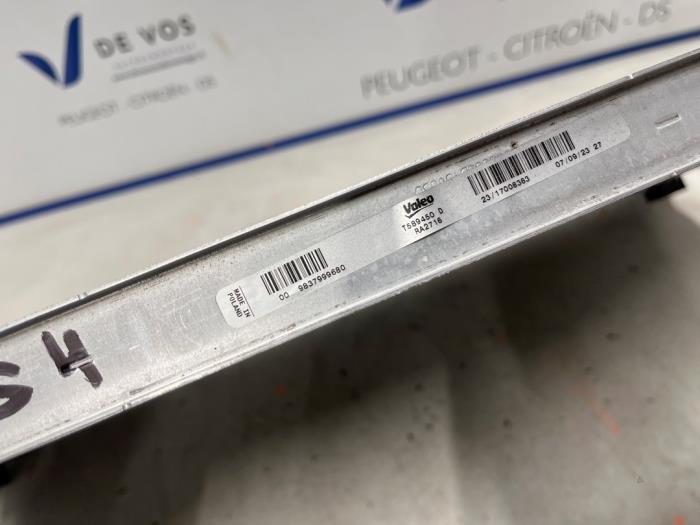 DE VOS
PEUGEOT - CITROËN - DS
PEUGEOT - CITROËN - DS
MADE IN
POLAND
00 9837999680
Valeo
T589450 D
RA2716
23/17008363
07/09/23 27
S4